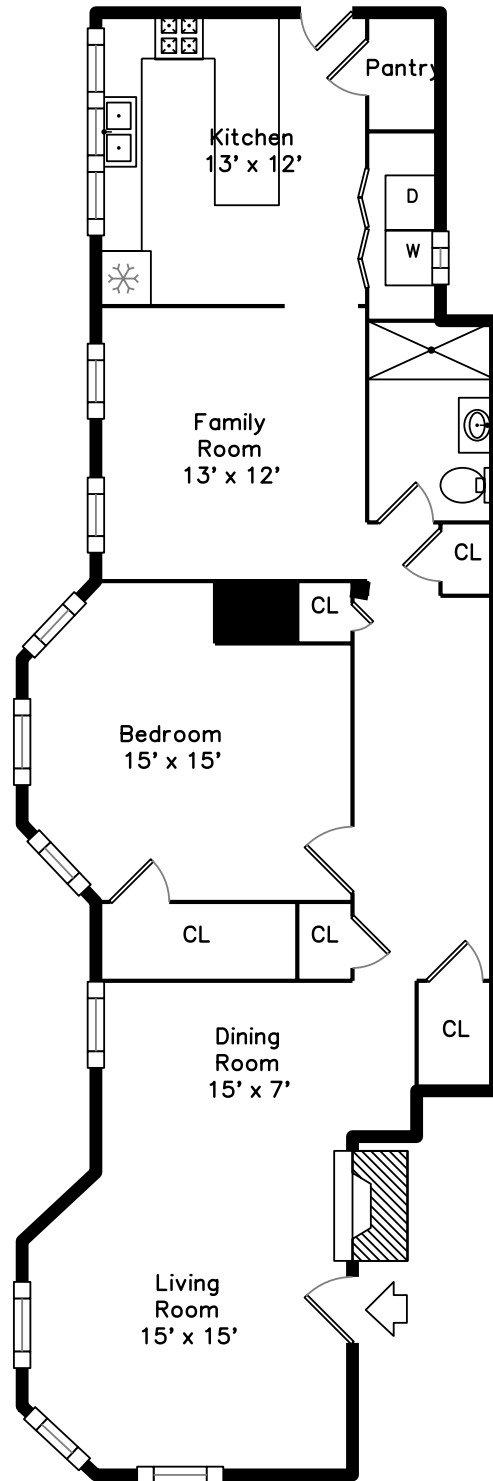 Pantry
Kitchen
13' x 12'
D
W
Family
Room
13' x 12'
CL
CL
Bedroom
15' x 15'
CL
CL
Dining
Room
15' x 7'
CL
Living
Room
15' x 15'